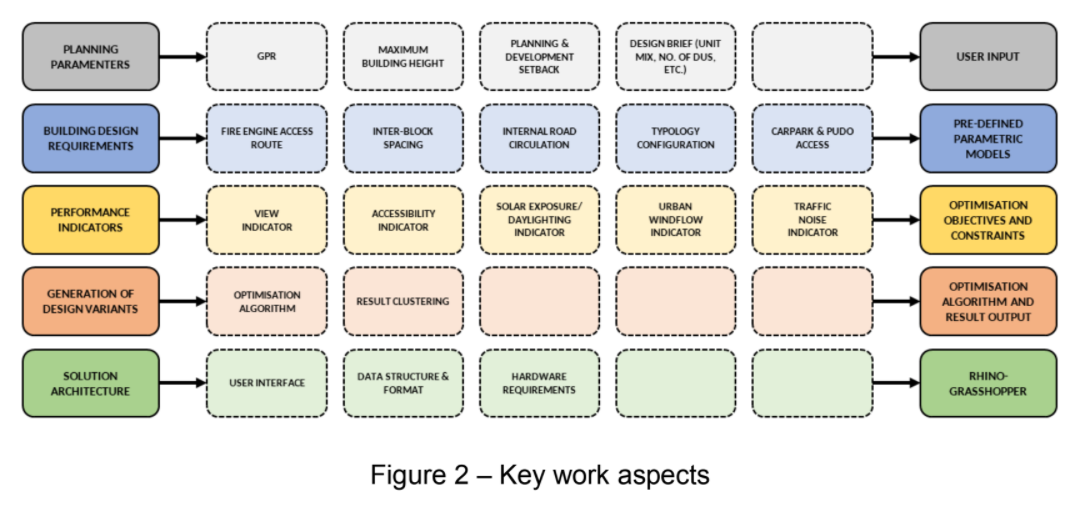 PLANNING
PARAMENTERS
GPR
MAXIMUM
BUILDING HEIGHT
PLANNING &
DEVELOPMENT
SETBACK
DESIGN BRIEF (UNIT
MIX, NO. OF DUS,
ETC.)
USER INPUT
BUILDING DESIGN
REQUIREMENTS
FIRE ENGINE ACCESS
ROUTE
INTER-BLOCK
SPACING
INTERNAL ROAD
CIRCULATION
TYPOLOGY
CONFIGURATION
CARPARK & PUDO
ACCESS
PRE-DEFINED
PARAMETRIC
MODELS
PERFORMANCE
INDICATORS
VIEW
INDICATOR
ACCESSIBILITY
INDICATOR
SOLAR EXPOSURE/
DAYLIGHTING
INDICATOR
URBAN
WINDFLOW
INDICATOR
TRAFFIC
NOISE
INDICATOR
OPTIMISATION
OBJECTIVES AND
CONSTRAINTS
GENERATION OF
DESIGN VARIANTS
OPTIMISATION
ALGORITHM
RESULT CLUSTERING
OPTIMISATION
ALGORITHM AND
RESULT OUTPUT
SOLUTION
ARCHITECTURE
USER INTERFACE
DATA STRUCTURE &
FORMAT
HARDWARE
REQUIREMENTS
RHINO-
GRASSHOPPER
Figure 2 – Key work aspects